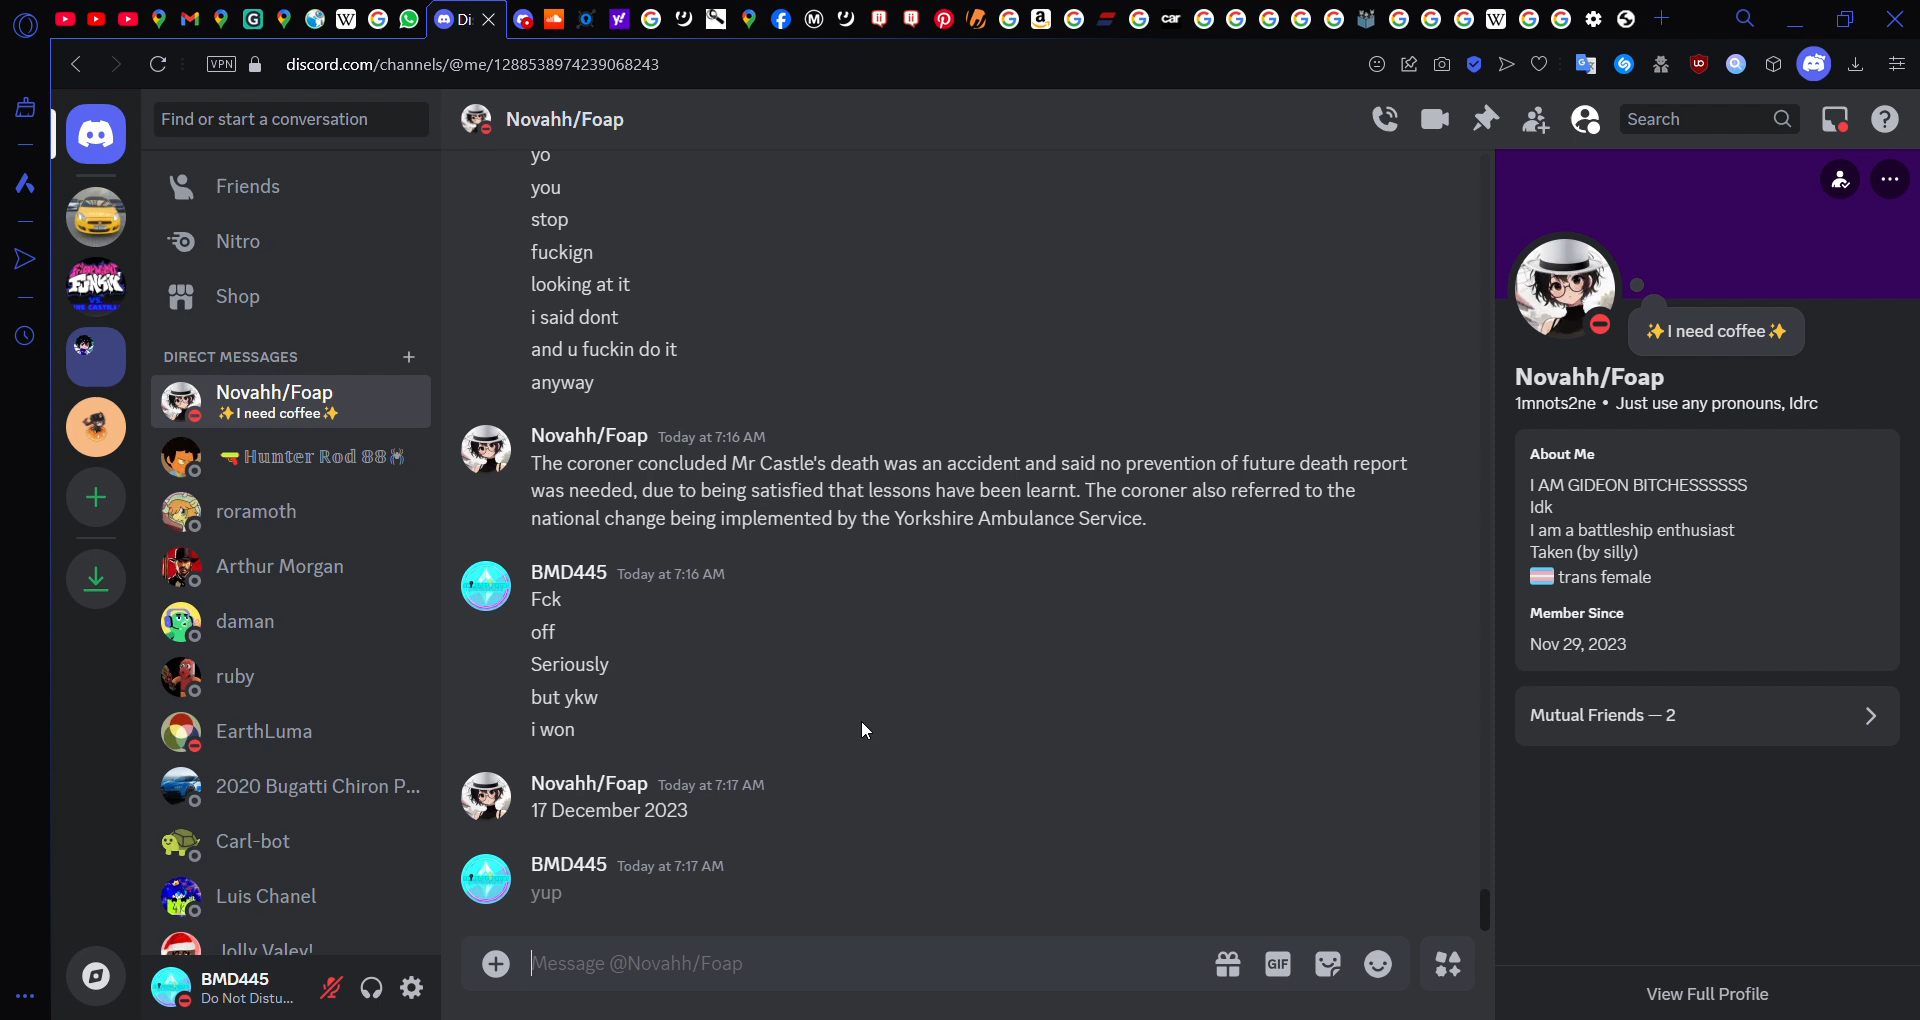 Di
VPN
discord.com/channels/@me/1288538974239068243
Find or start a conversation
Novahh/Foap
Search
Friends
Nitro
Shop
DIRECT MESSAGES
Novahh/Foap
✨I need coffee✨
🔫 ℍ𝕦𝕟𝕥𝕖𝕣 ℝ𝕠𝕕 𝟠𝟠🕷
roramoth
Arthur Morgan
daman
ruby
EarthLuma
2020 Bugatti Chiron P...
Carl-bot
Luis Chanel
Jolly Valey!
BMD445
Do Not Distu...
yo
you
stop
fuckign
looking at it
i said dont
and u fuckin do it
anyway
Novahh/Foap Today at 7:16 AM
The coroner concluded Mr Castle's death was an accident and said no prevention of future death report
was needed, due to being satisfied that lessons have been learnt. The coroner also referred to the
national change being implemented by the Yorkshire Ambulance Service.
BMD445 Today at 7:16 AM
Fck
off
Seriously
but ykw
i won
Novahh/Foap Today at 7:17 AM
17 December 2023
BMD445 Today at 7:17 AM
yup
Message @Novahh/Foap
GIF
✨I need coffee✨
Novahh/Foap
1mnots2ne • Just use any pronouns, Idrc
About Me
I AM GIDEON BITCHESSSSSS
Idk
I am a battleship enthusiast
Taken (by silly)
trans female
Member Since
Nov 29, 2023
Mutual Friends — 2
View Full Profile